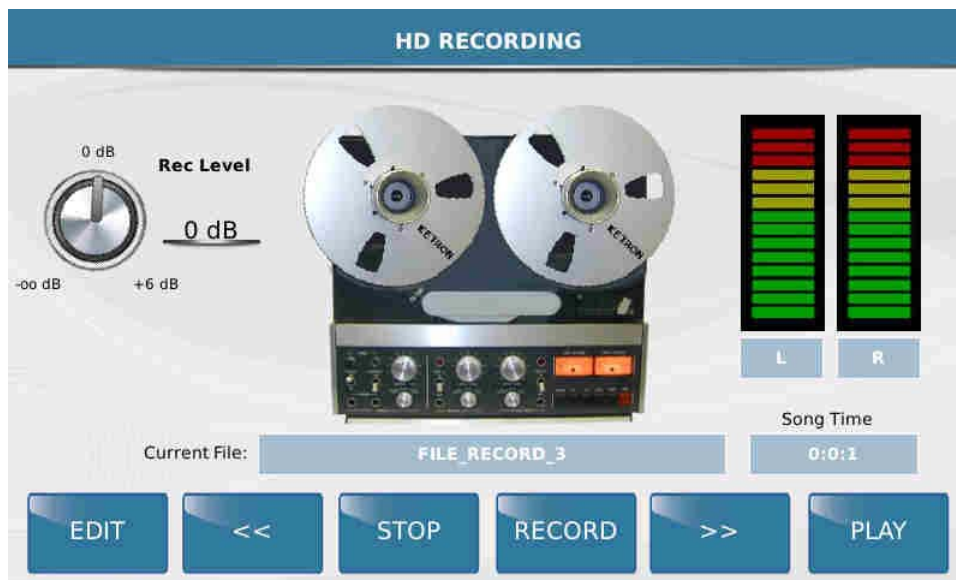 HD RECORDING
0 dB
Rec Level
0 dB
-oo dB
+6 dB
KETRON
KETRON
L
R
Song Time
Current File:
FILE_RECORD_3
0:0:1
EDIT
<<
STOP
RECORD
>>
PLAY